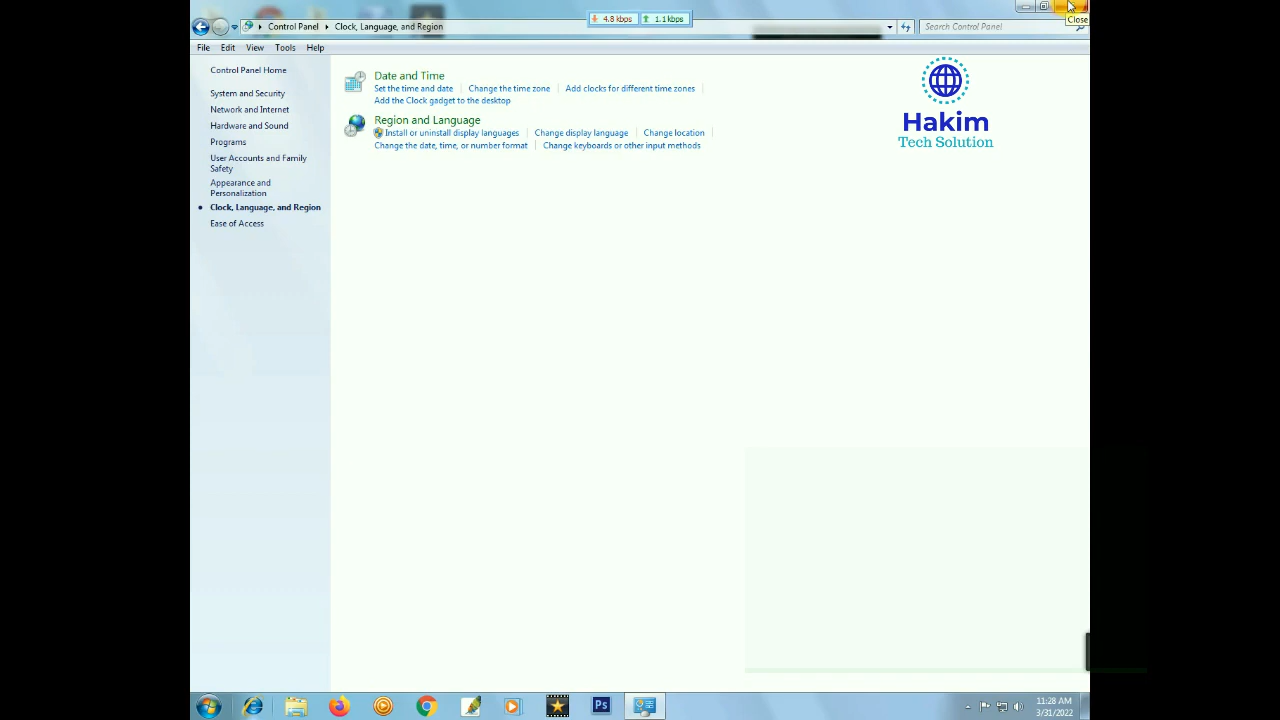 4.8 kbps 1.1 kbps
Close
Control Panel Clock, Language, and Region Search Control Panel
File Edit View Tools Help
Control Panel Home
System and Security
Network and Internet
Hardware and Sound
Programs
User Accounts and Family
Safety
Appearance and
Personalization
Clock, Language, and Region
Ease of Access
Date and Time
Set the time and date Change the time zone Add clocks for different time zones
Add the Clock gadget to the desktop
Region and Language
Install or uninstall display languages Change display language Change location
Change the date, time, or number format Change keyboards or other input methods
Hakim
Tech Solution
Ps
11:28 AM
3/31/2022